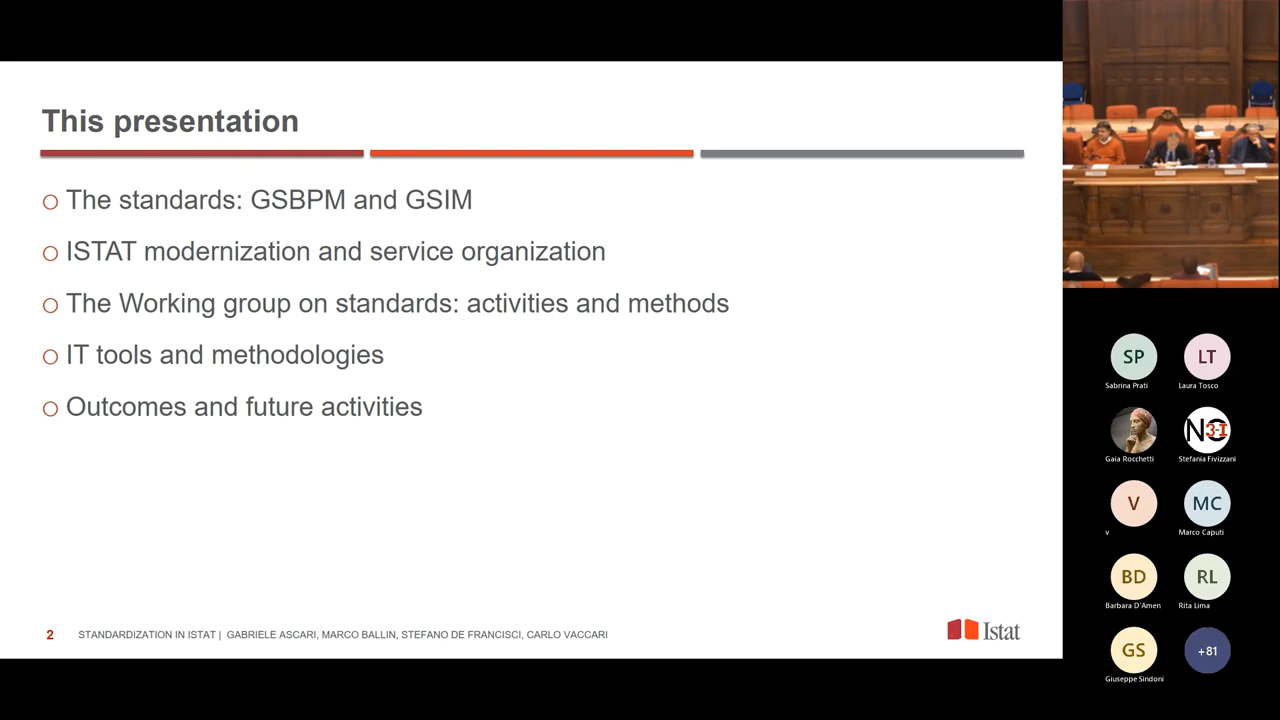 This presentation
The standards: GSBPM and GSIM
ISTAT modernization and service organization
The Working group on standards: activities and methods
IT tools and methodologies
Outcomes and future activities
2 STANDARDIZATION IN ISTAT | GABRIELE ASCARI, MARCO BALLIN, STEFANO DE FRANCISCI, CARLO VACCARI
Istat
SP LT
Sabrina Prati Laura Tosco
N3-I
Gaia Rocchetti Stefania Fivizzani
V MC
v Marco Caputi
BD RL
Barbara D'Amen Rita Lima
GS +81
Giuseppe Sindoni